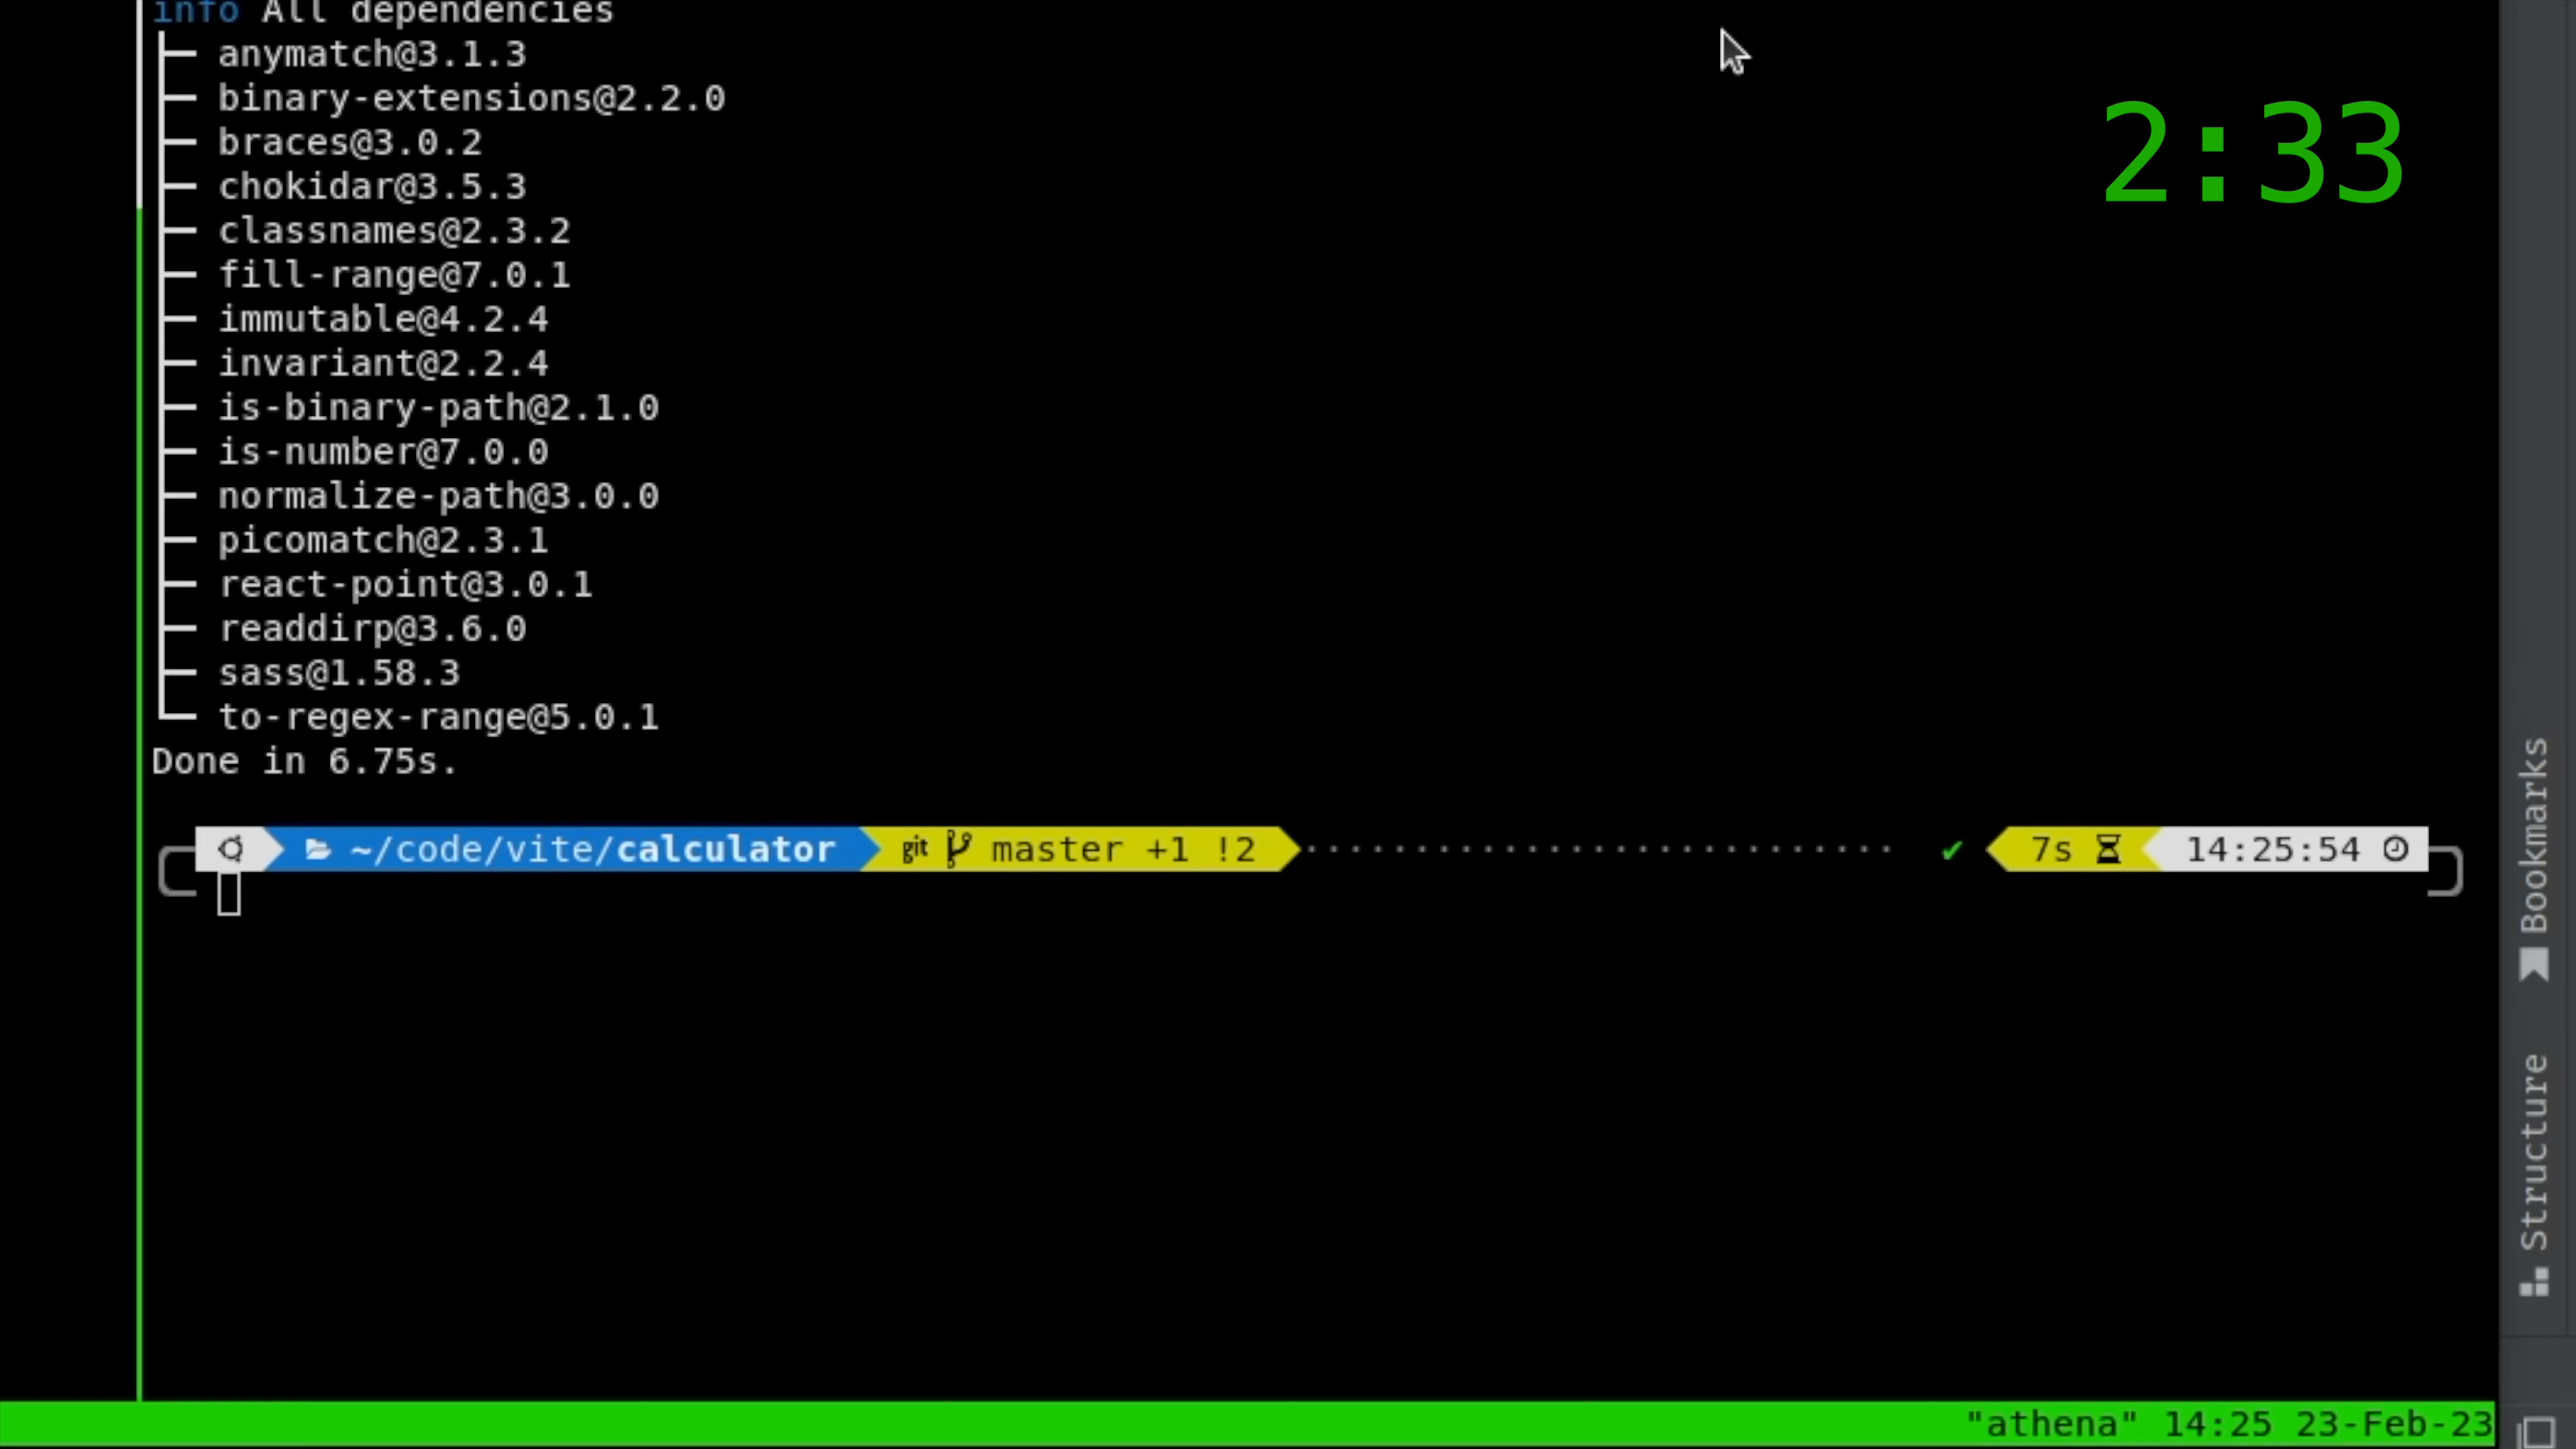 info All dependencies
├─ anymatch@3.1.3
├─ binary-extensions@2.2.0
├─ braces@3.0.2
├─ chokidar@3.5.3
├─ classnames@2.3.2
├─ fill-range@7.0.1
├─ immutable@4.2.4
├─ invariant@2.2.4
├─ is-binary-path@2.1.0
├─ is-number@7.0.0
├─ normalize-path@3.0.0
├─ picomatch@2.3.1
├─ react-point@3.0.1
├─ readdirp@3.6.0
├─ sass@1.58.3
└─ to-regex-range@5.0.1
Done in 6.75s.
~/code/vite/calculator git master +1 !2 ✔ 7s 14:25:54
"athena" 14:25 23-Feb-23
2:33
Bookmarks
Structure